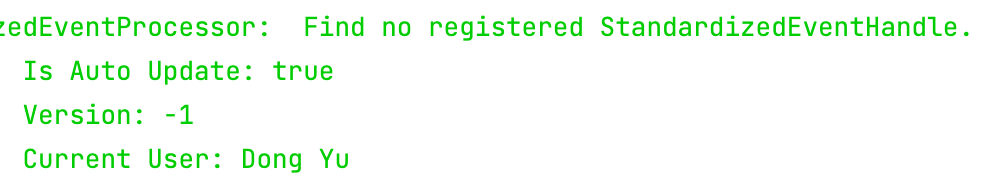 zedEventProcessor:  Find no registered StandardizedEventHandle.
Is Auto Update: true
Version: -1
Current User: Dong Yu